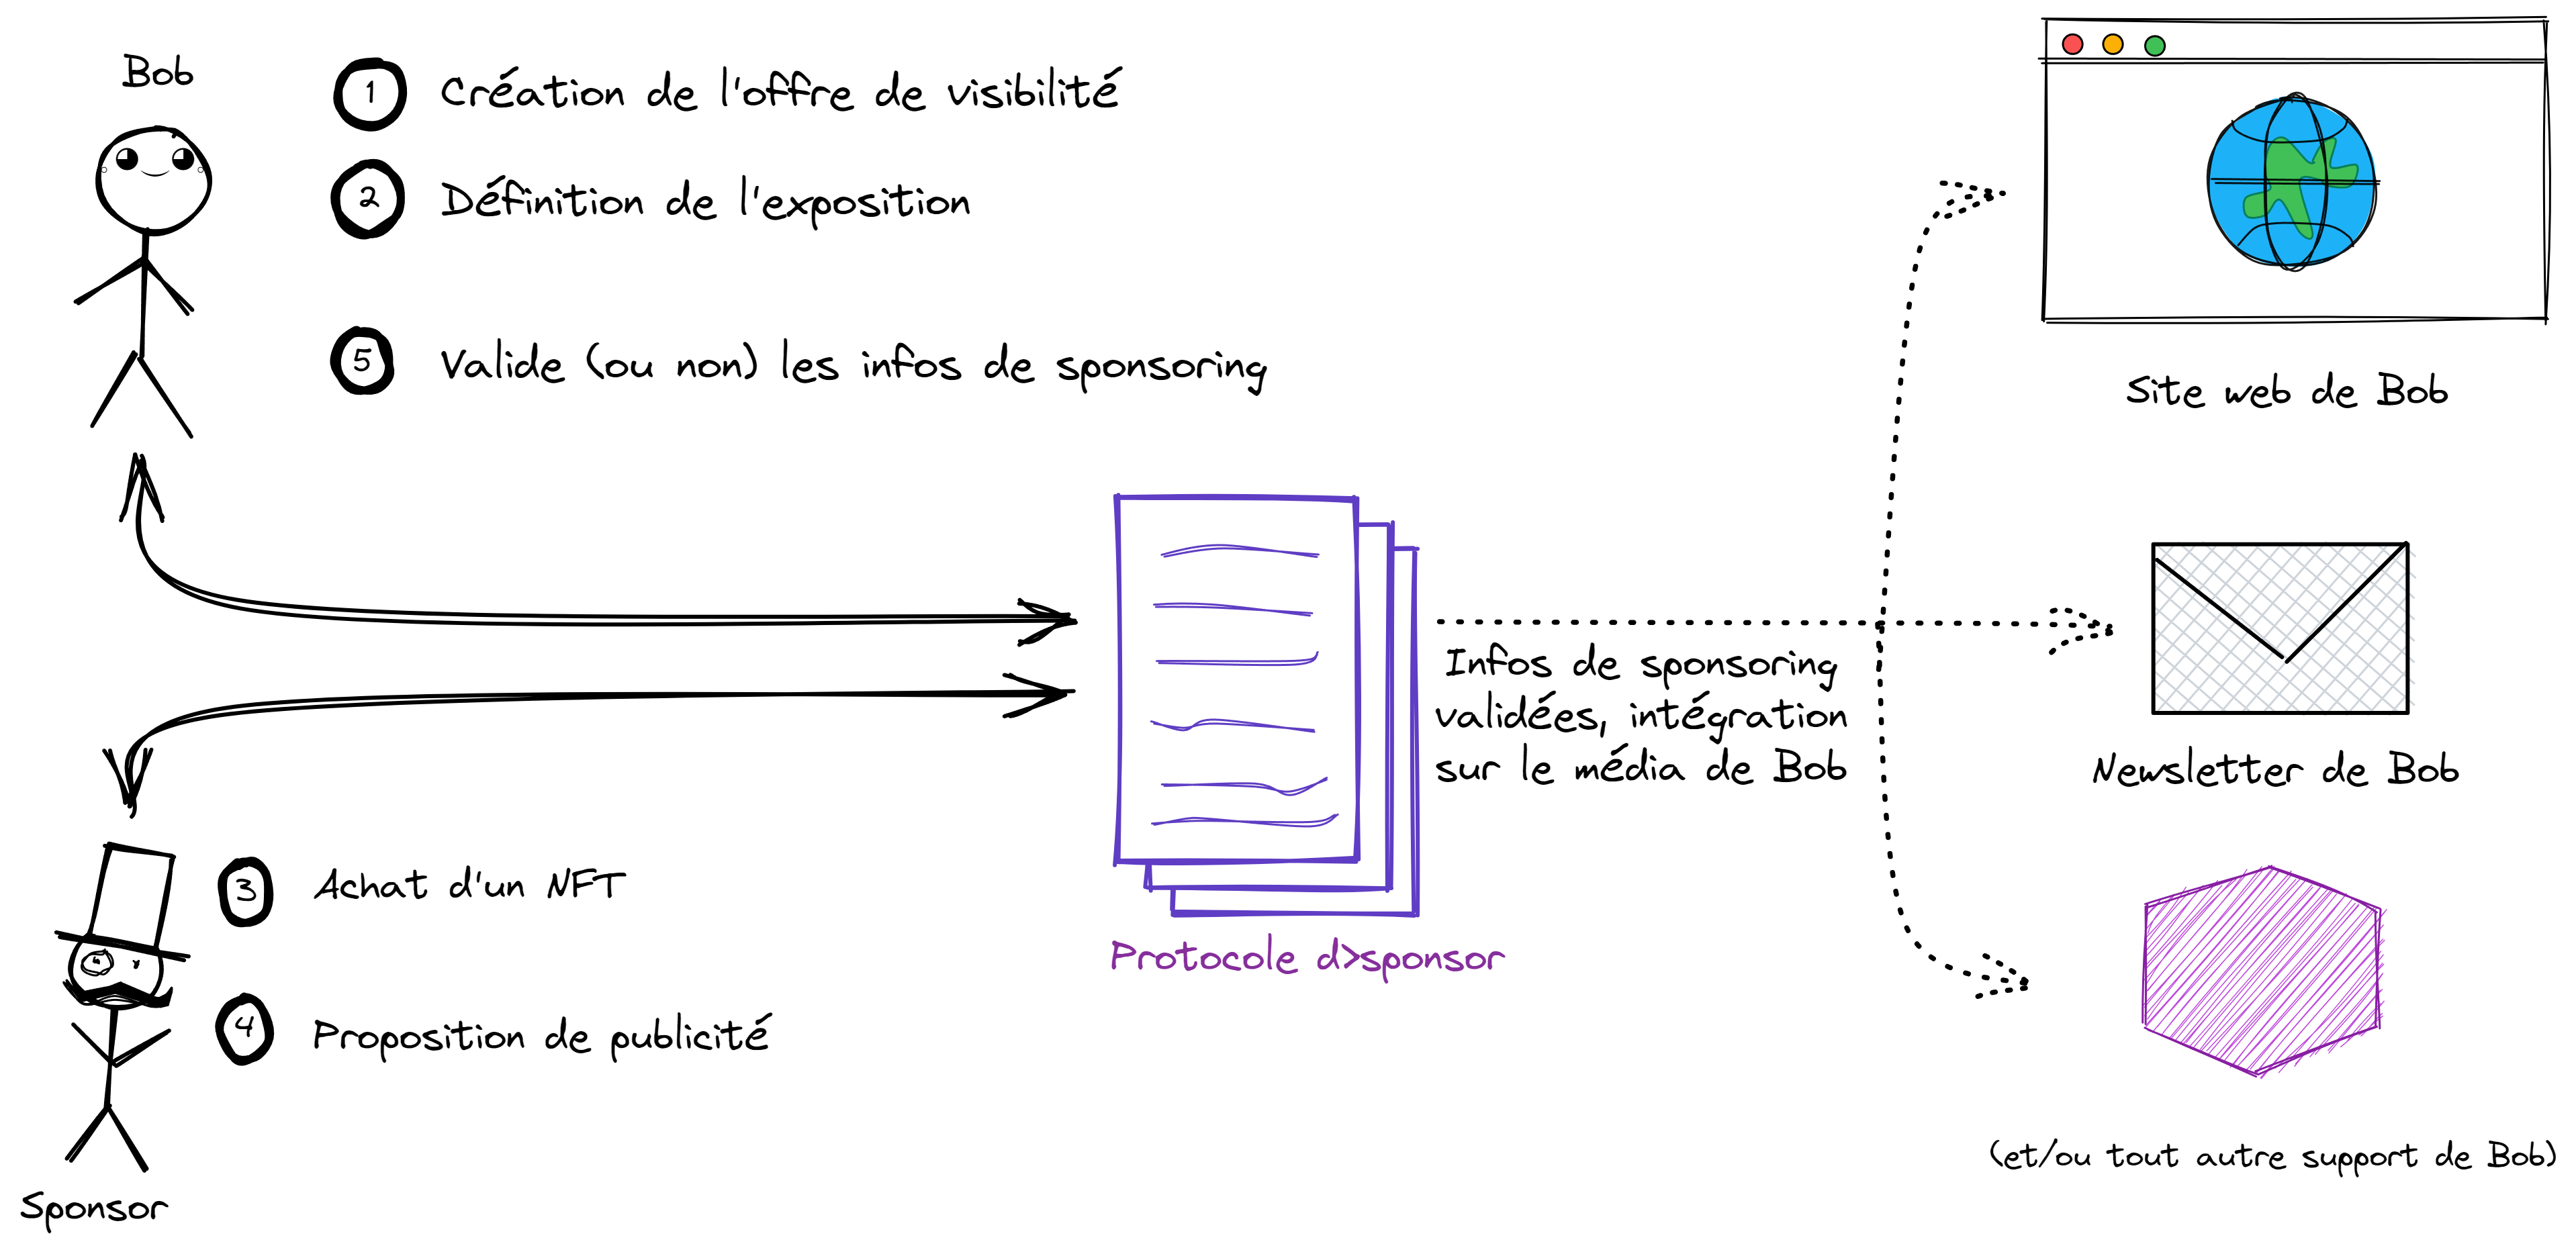 Bob
1 Création de l'offre de visibilité
2 Définition de l'exposition
5 Valide (ou non) les infos de sponsoring
3 Achat d'un NFT
4 Proposition de publicité
Sponsor
Protocole d>sponsor
Infos de sponsoring
validées, intégration
sur le média de Bob
Site web de Bob
Newsletter de Bob
(et/ou tout autre support de Bob)